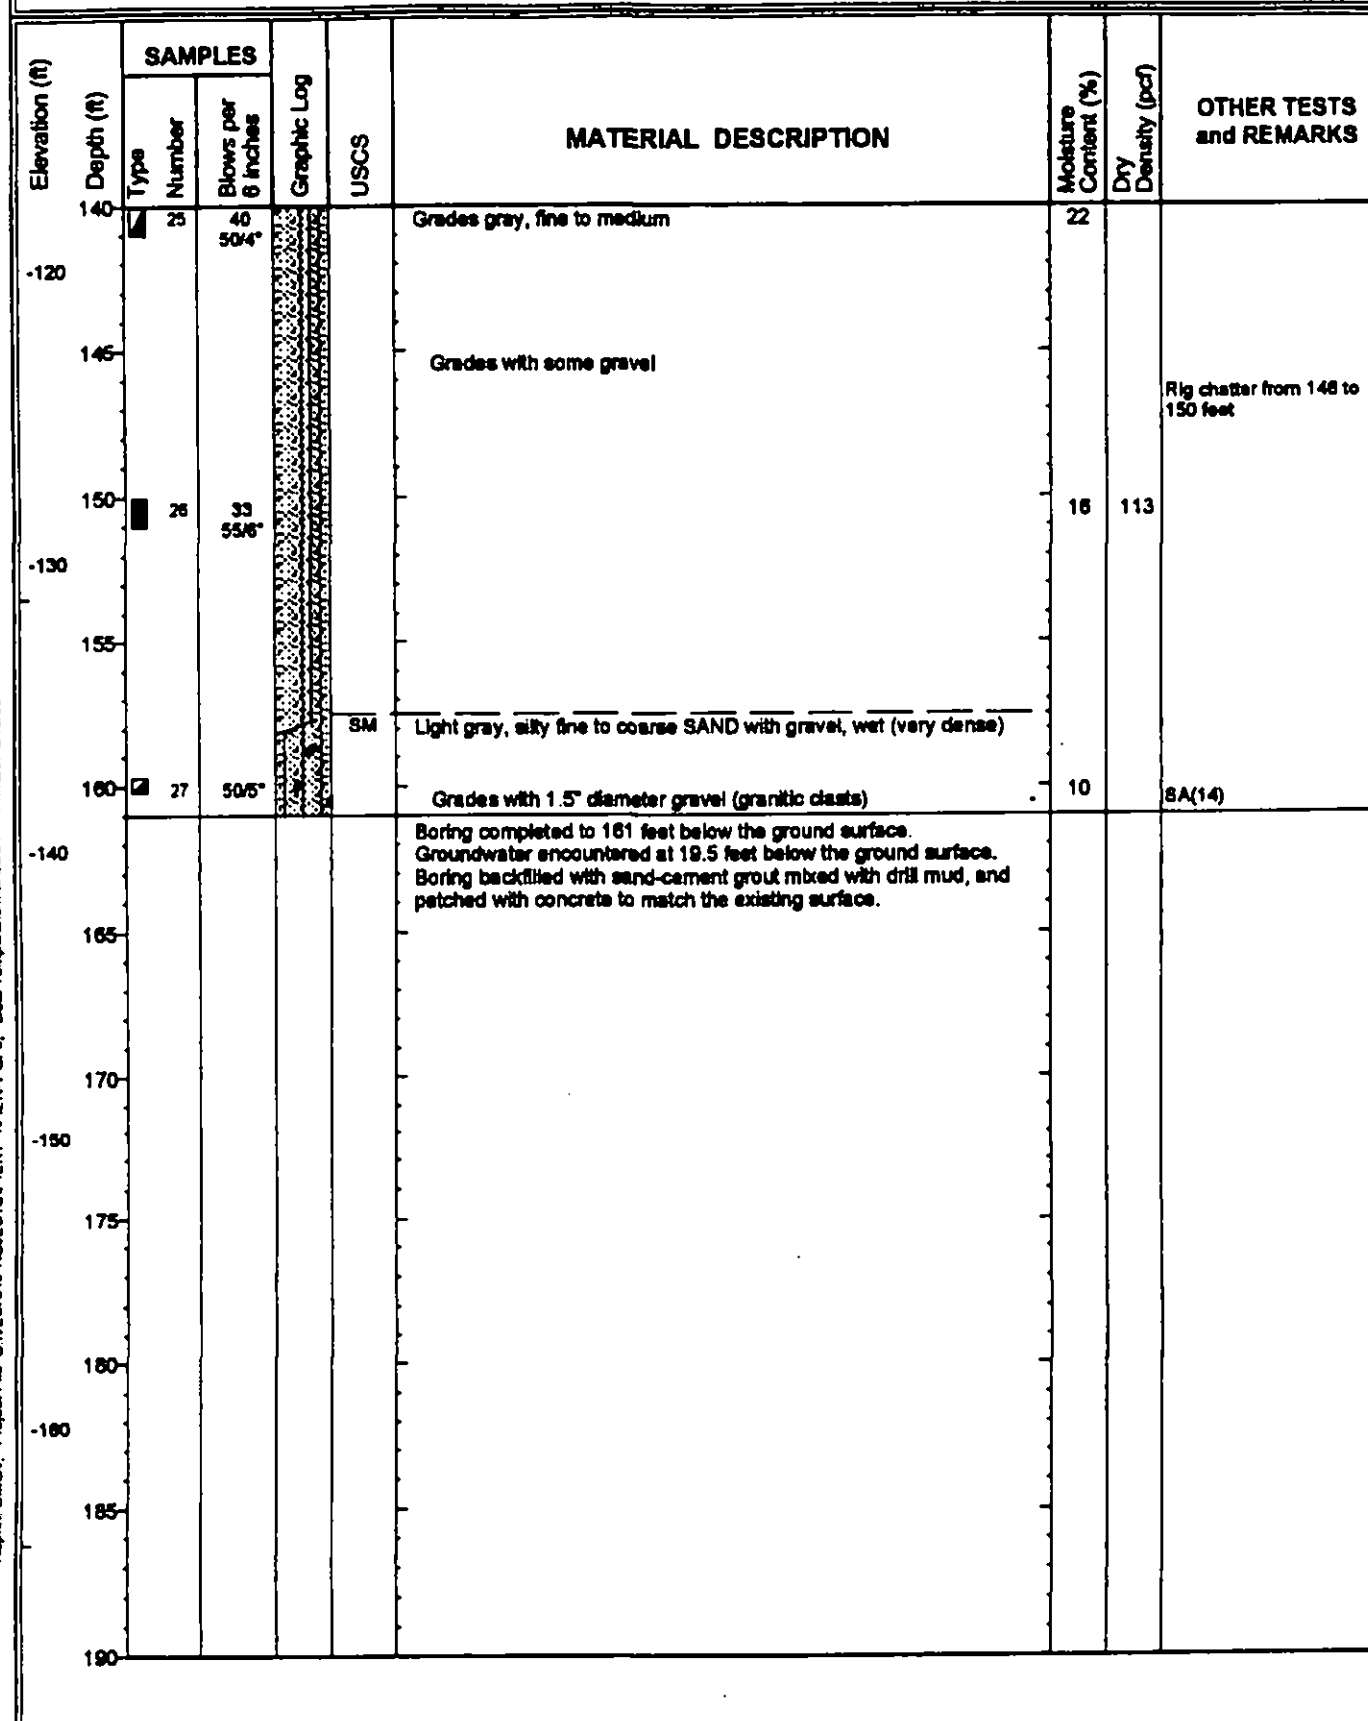 SAMPLES
Elevation (ft)
Depth (ft)
Type
Number
Blows per
6 inches
Graphic Log
USCS
MATERIAL DESCRIPTION
Moisture
Content (%)
Dry
Density (pcf)
OTHER TESTS
and REMARKS
140 25 40 Grades gray, fine to medium 22
50/4"
-120
145 Grades with some gravel
Rig chatter from 146 to
150 feet
150 26 33 16 113
55/6"
-130
155
SM Light gray, silty fine to coarse SAND with gravel, wet (very dense)
160 27 50/5" Grades with 1.5" diameter gravel (granitic clasts) 10 SA(14)
Boring completed to 161 feet below the ground surface.
-140 Groundwater encountered at 19.5 feet below the ground surface.
Boring backfilled with sand-cement grout mixed with drill mud, and
patched with concrete to match the existing surface.
165
170
-150
175
180
-160
185
190